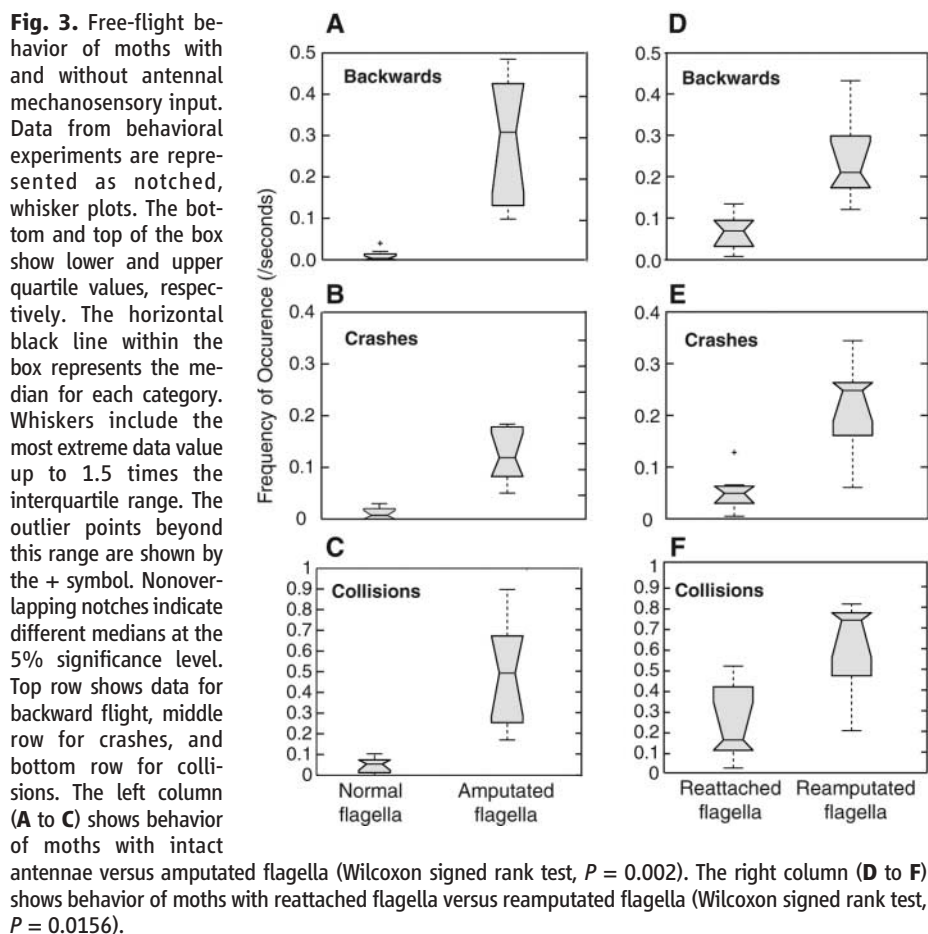 Fig. 3. Free-flight be-
havior of moths with
and without antennal
mechanosensory input.
Data from behavioral
experiments are repre-
sented as notched,
whisker plots. The bot-
tom and top of the box
show lower and upper
quartile values, respec-
tively. The horizontal
black line within the
box represents the me-
dian for each category.
Whiskers include the
most extreme data value
up to 1.5 times the
interquartile range. The
outlier points beyond
this range are shown by
the + symbol. Nonover-
lapping notches indicate
different medians at the
5% significance level.
Top row shows data for
backward flight, middle
row for crashes, and
bottom row for colli-
sions. The left column
(A to C) shows behavior
of moths with intact
antennae versus amputated flagella (Wilcoxon signed rank test, P = 0.002). The right column (D to F)
shows behavior of moths with reattached flagella versus reamputated flagella (Wilcoxon signed rank test,
P = 0.0156).
Frequency of Occurence (/seconds)
A
Backwards
0.5
0.4
0.3
0.2
0.1
0.0
B
Crashes
0.4
0.3
0.2
0.1
0
C
Collisions
1
0.9
0.8
0.7
0.6
0.5
0.4
0.3
0.2
0.1
0
Normal Amputated
flagella flagella
D
Backwards
0.5
0.4
0.3
0.2
0.1
0.0
E
Crashes
0.4
0.3
0.2
0.1
0
F
Collisions
1
0.9
0.8
0.7
0.6
0.5
0.4
0.3
0.2
0.1
0
Reattached Reamputated
flagella flagella